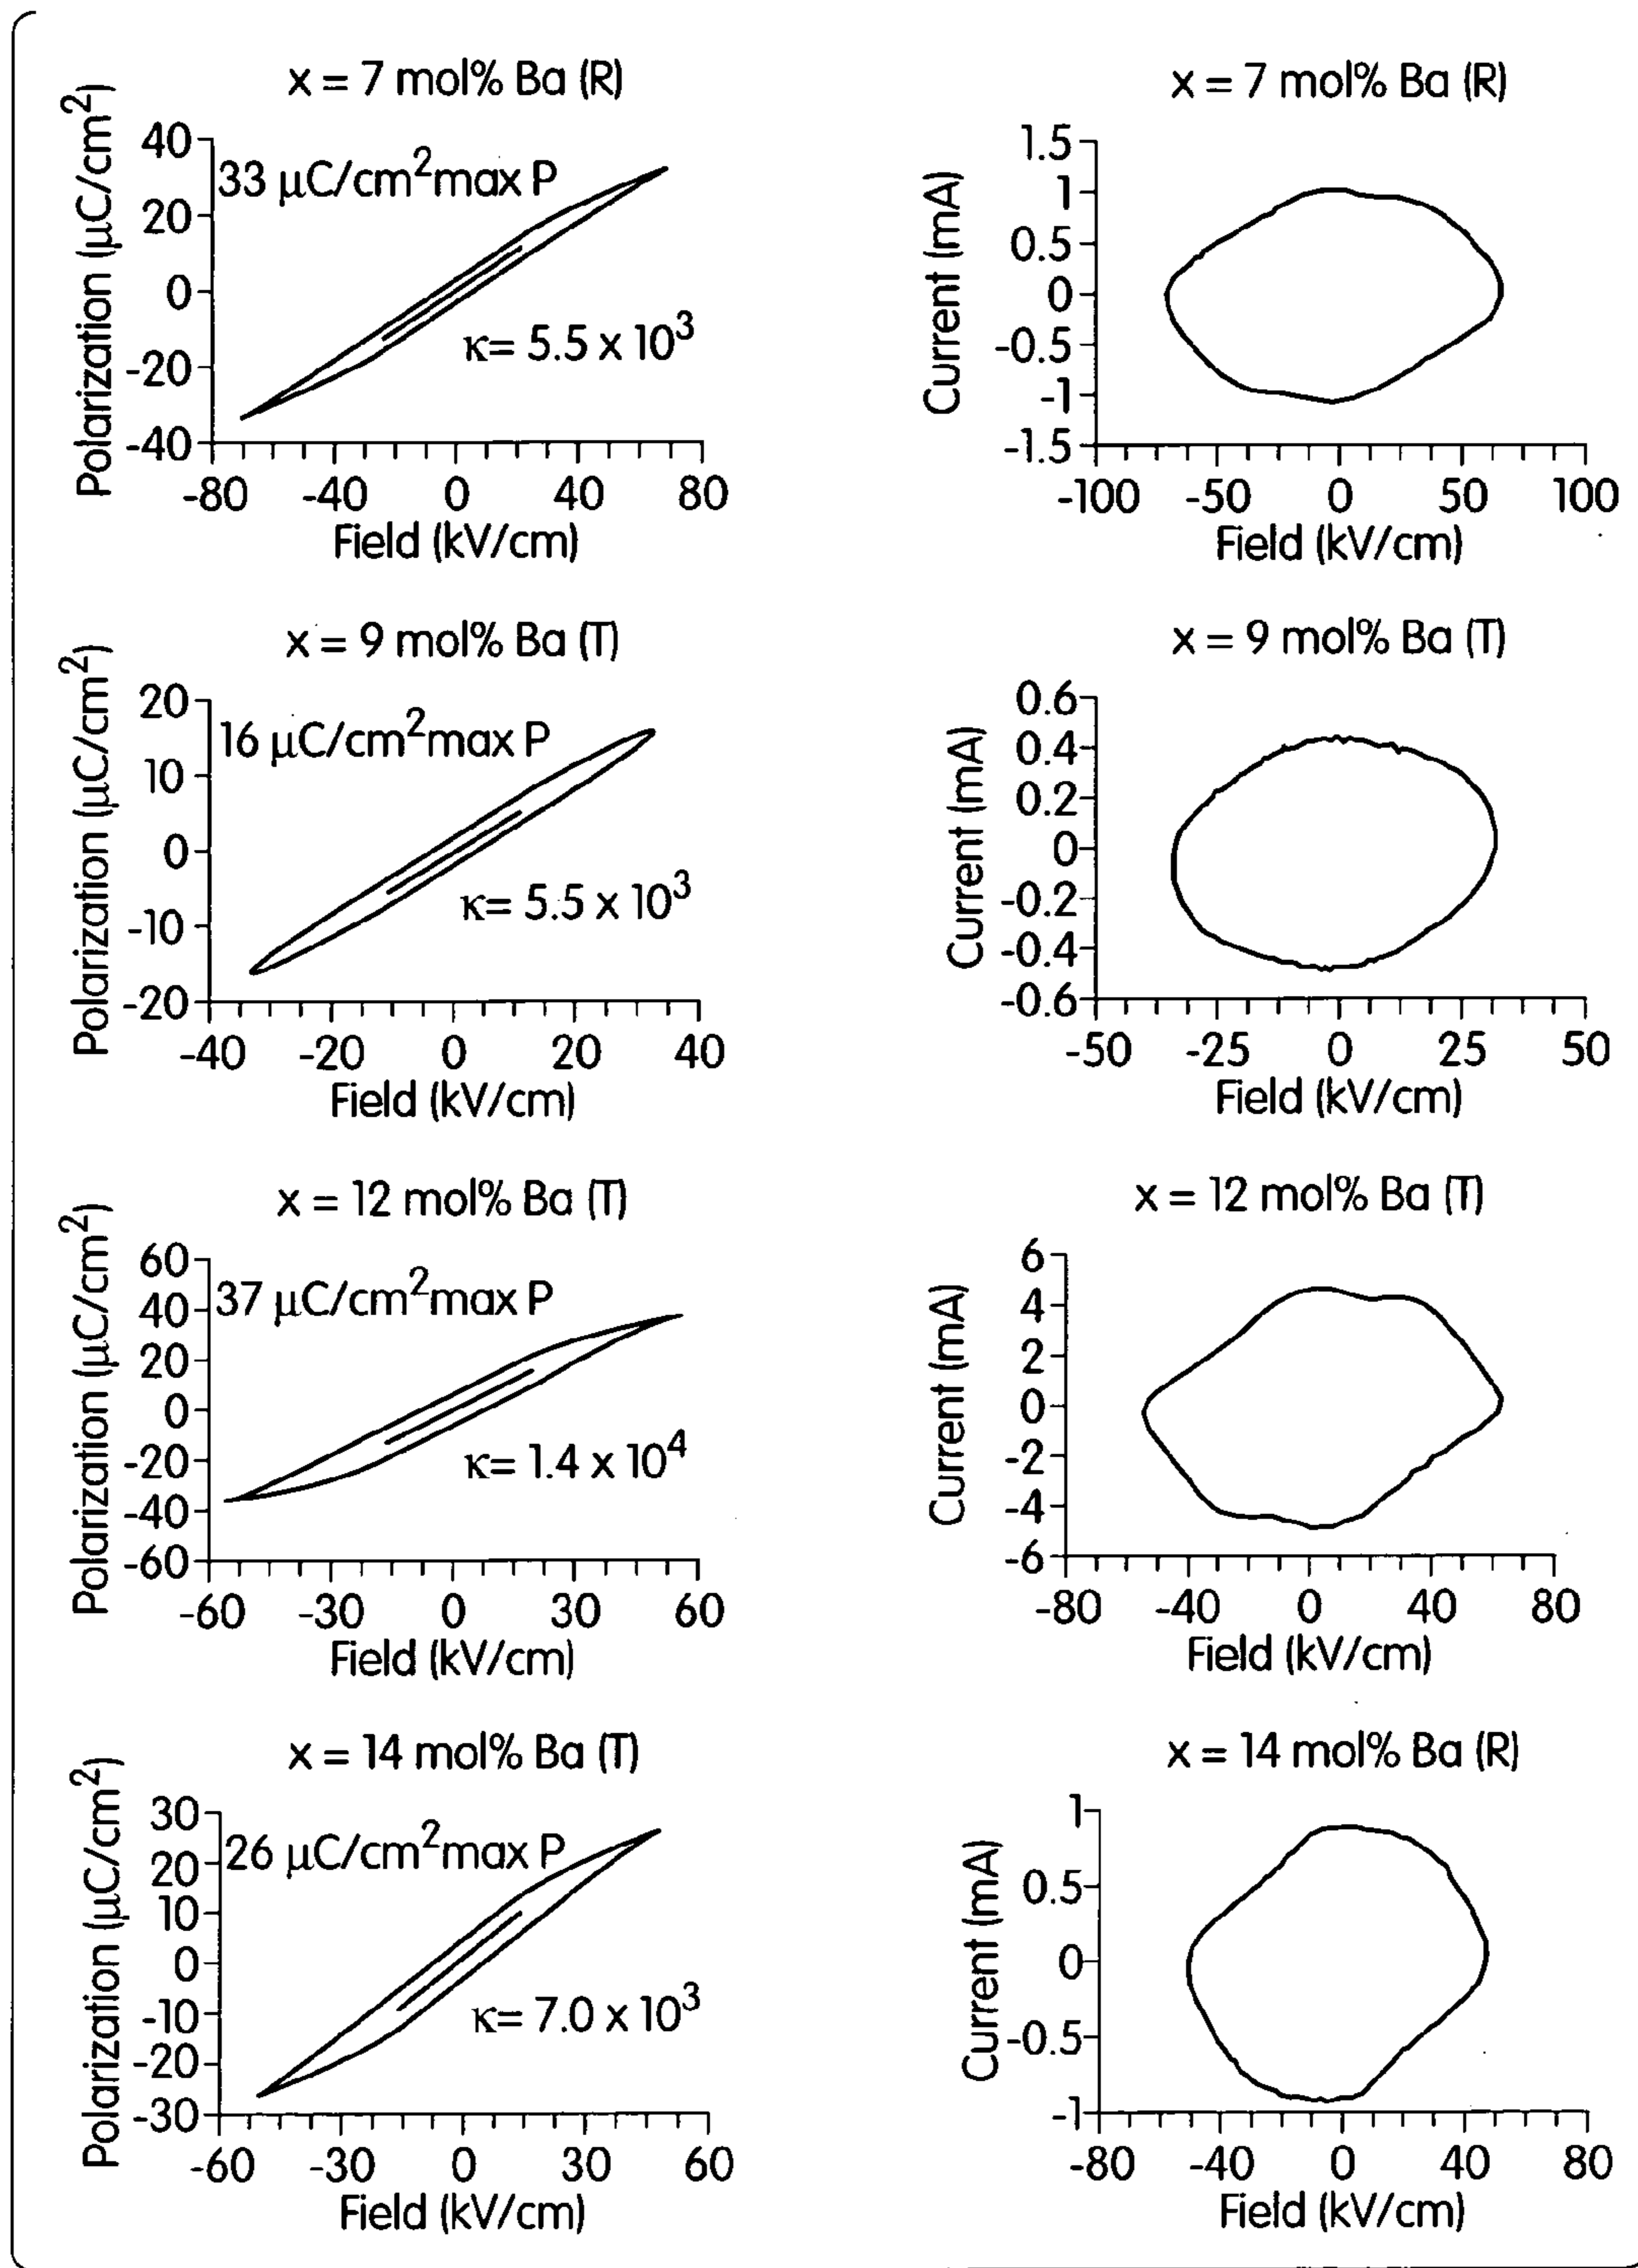 x = 7 mol% Ba (R)
Polarization (μC/cm²)
40
20
0
-20
-40
33 μC/cm²max P
κ= 5.5 x 10³
-80 -40 0 40 80
Field (kV/cm)
x = 7 mol% Ba (R)
Current (mA)
1.5
1
0.5
0
-0.5
-1
-1.5
-100 -50 0 50 100
Field (kV/cm)
x = 9 mol% Ba (T)
Polarization (μC/cm²)
20
10
0
-10
-20
16 μC/cm²max P
κ= 5.5 x 10³
-40 -20 0 20 40
Field (kV/cm)
x = 9 mol% Ba (T)
Current (mA)
0.6
0.4
0.2
0
-0.2
-0.4
-0.6
-50 -25 0 25 50
Field (kV/cm)
x = 12 mol% Ba (T)
Polarization (μC/cm²)
60
40
20
0
-20
-40
-60
37 μC/cm²max P
κ= 1.4 x 10⁴
-60 -30 0 30 60
Field (kV/cm)
x = 12 mol% Ba (T)
Current (mA)
6
4
2
0
-2
-4
-6
-80 -40 0 40 80
Field (kV/cm)
x = 14 mol% Ba (T)
Polarization (μC/cm²)
30
20
10
0
-10
-20
-30
26 μC/cm²max P
κ= 7.0 x 10³
-60 -30 0 30 60
Field (kV/cm)
x = 14 mol% Ba (R)
Current (mA)
1
0.5
0
-0.5
-1
-80 -40 0 40 80
Field (kV/cm)